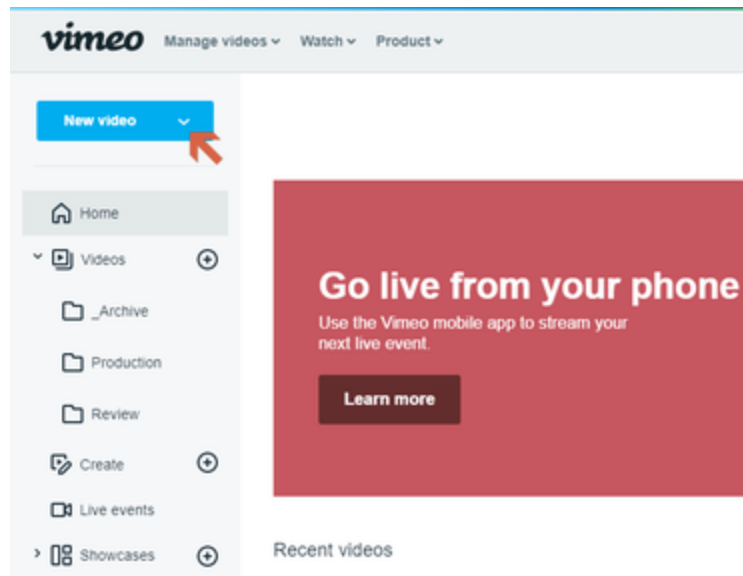 vimeo Manage videos Watch Product
New video
Home
Videos
_Archive
Production
Review
Create
Live events
Showcases
Go live from your phone
Use the Vimeo mobile app to stream your
next live event.
Learn more
Recent videos